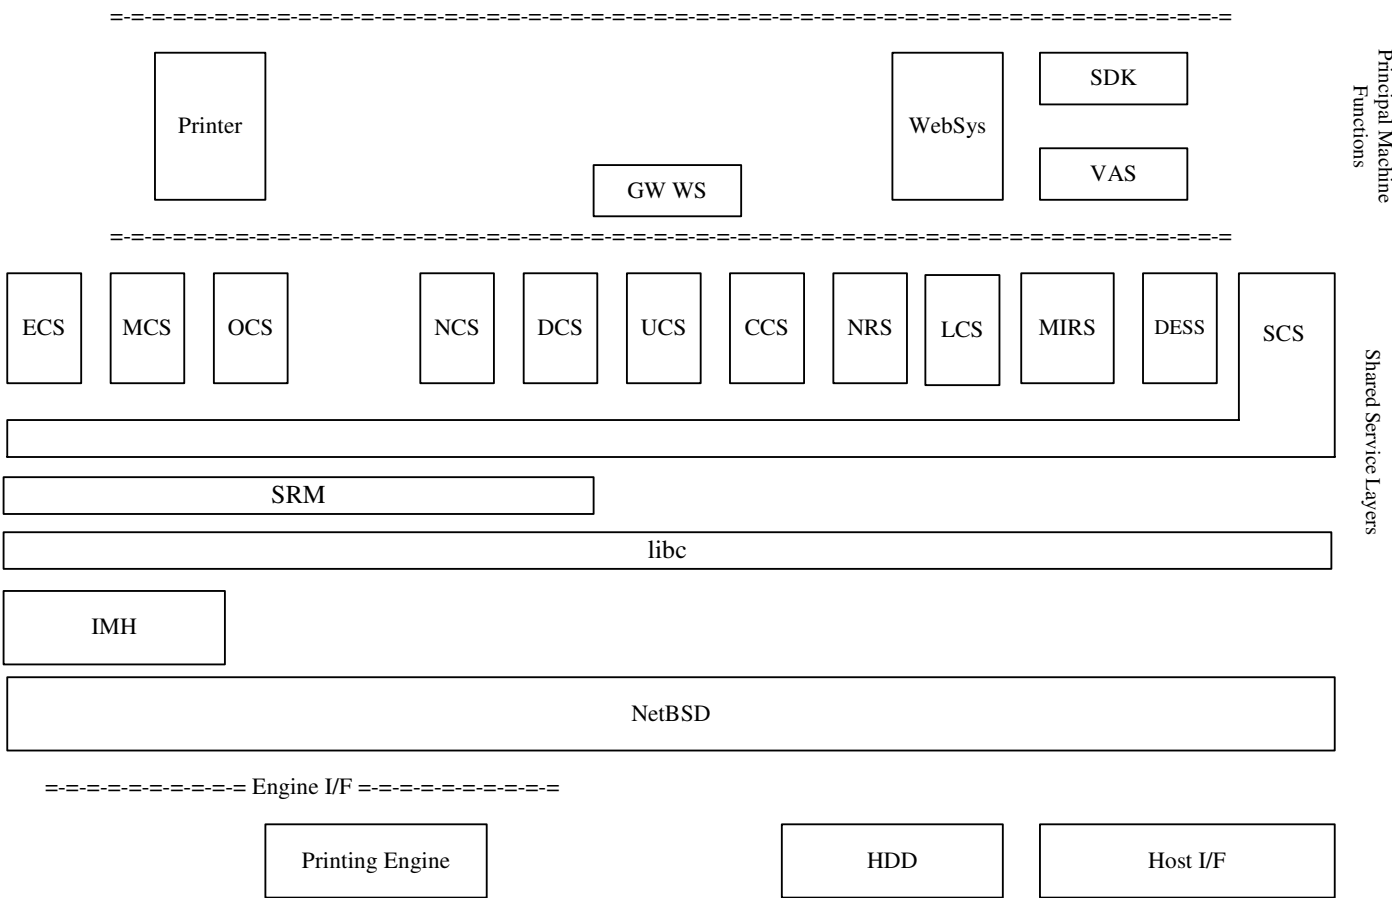 =-=-=-=-=-=-=-=-=-=-=-=-=-=-=-=-=-=-=-=-=-=-=-=-=-=-=-=-=-=-=-=-=-=-=-=-=-=-=-=-=-=-=-=-=-=-=-=-=-=-=-=-=-=
Printer
WebSys
SDK
VAS
GW WS
Principal Machine
Functions
=-=-=-=-=-=-=-=-=-=-=-=-=-=-=-=-=-=-=-=-=-=-=-=-=-=-=-=-=-=-=-=-=-=-=-=-=-=-=-=-=-=-=-=-=-=-=-=-=-=-=-=-=-=
ECS
MCS
OCS
NCS
DCS
UCS
CCS
NRS
LCS
MIRS
DESS
SCS
Shared Service Layers
SRM
libc
IMH
NetBSD
=-=-=-=-=-=-=-=-=-= Engine I/F =-=-=-=-=-=-=-=-=-=
Printing Engine
HDD
Host I/F